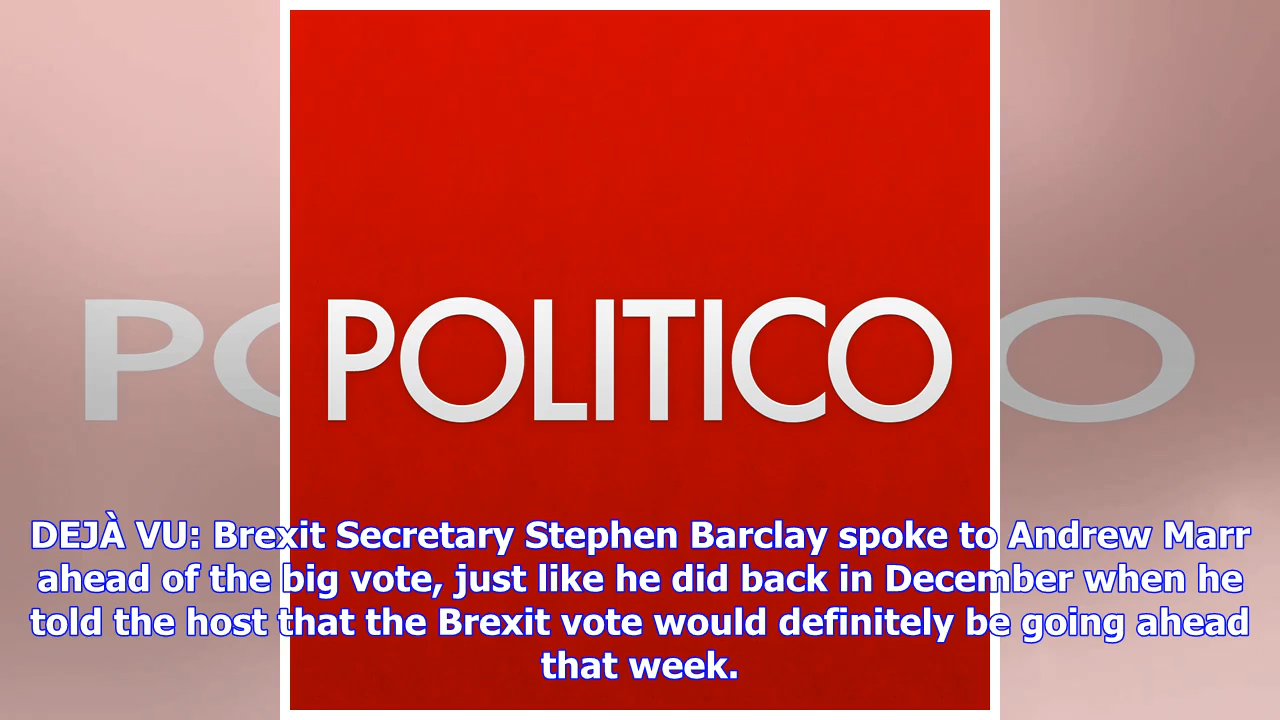 POLITICO
DEJÀ VU: Brexit Secretary Stephen Barclay spoke to Andrew Marr
ahead of the big vote, just like he did back in December when he
told the host that the Brexit vote would definitely be going ahead
that week.